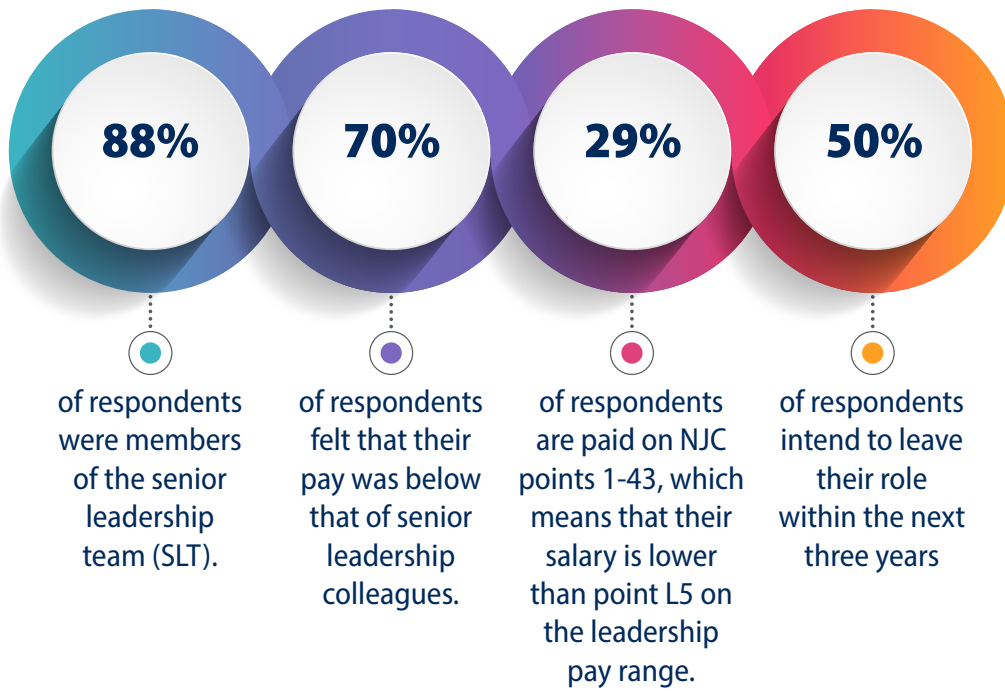 88%
of respondents
were members
of the senior
leadership
team (SLT).
70%
of respondents
felt that their
pay was below
that of senior
leadership
colleagues.
29%
of respondents
are paid on NJC
points 1-43, which
means that their
salary is lower
than point L5 on
the leadership
pay range.
50%
of respondents
intend to leave
their role
within the next
three years